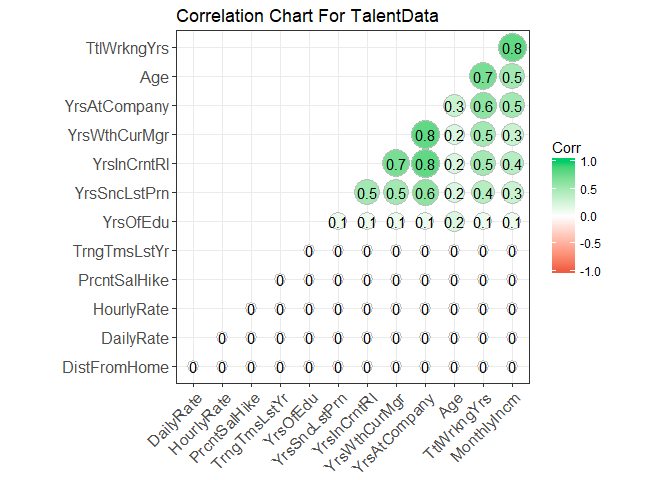 Correlation Chart For TalentData
TtlWrkngYrs 0.8
Age 0.7 0.5
YrsAtCompany 0.3 0.6 0.5
YrsWthCurMgr 0.8 0.2 0.5 0.3
YrsInCrntRl 0.7 0.8 0.2 0.5 0.4
YrsSncLstPrn 0.5 0.5 0.6 0.2 0.4 0.3
YrsOfEdu 0.1 0.1 0.1 0.1 0.2 0.1 0.1
TrngTmsLstYr 0 0 0 0 0 0 0 0
PrcntSalHike 0 0 0 0 0 0 0 0 0
HourlyRate 0 0 0 0 0 0 0 0 0 0
DailyRate 0 0 0 0 0 0 0 0 0 0 0
DistFromHome 0 0 0 0 0 0 0 0 0 0 0 0
DailyRate
HourlyRate
PrcntSalHike
TrngTmsLstYr
YrsOfEdu
YrsSncLstPrn
YrsInCrntRl
YrsWthCurMgr
YrsAtCompany
Age
TtlWrkngYrs
MonthlyIncm
Corr
1.0
0.5
0.0
-0.5
-1.0